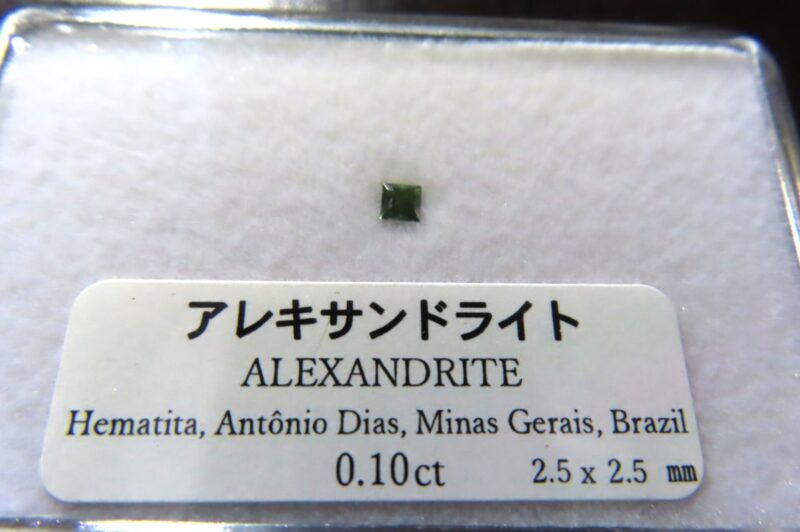 アレキサンドライト
ALEXANDRITE
Hematita, Antônio Dias, Minas Gerais, Brazil
0.10ct 2.5 x 2.5 ㎜